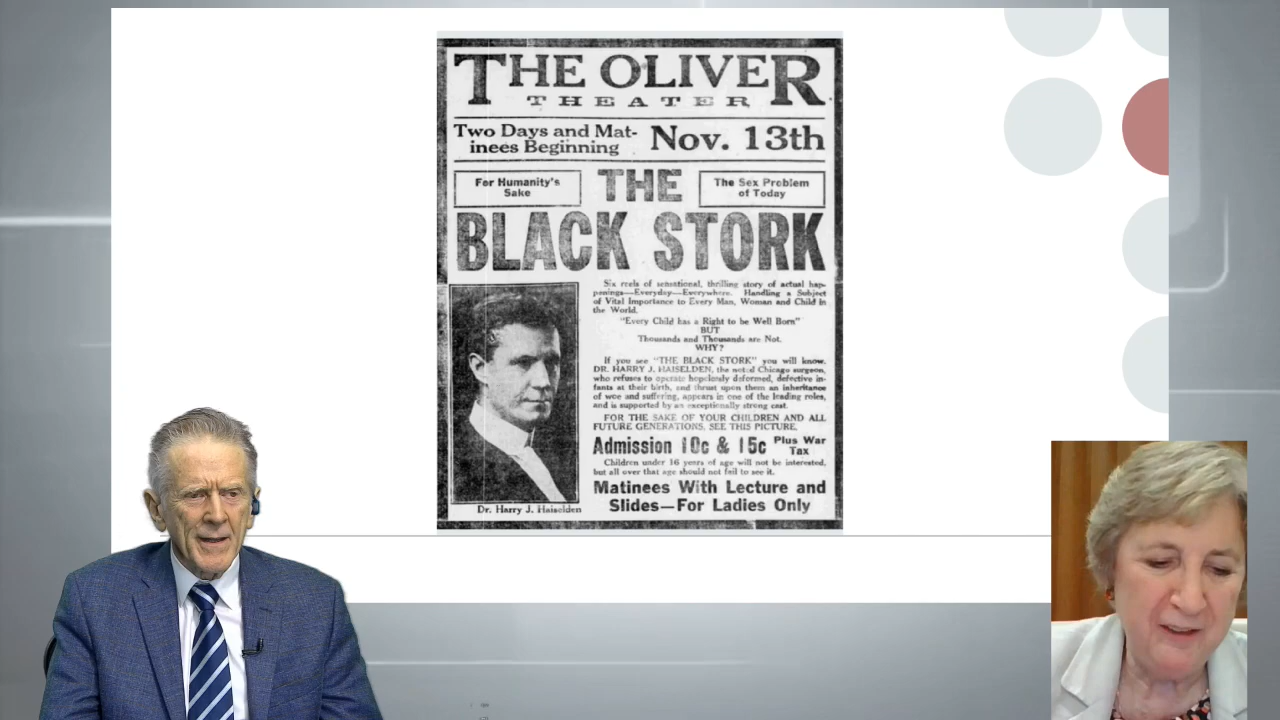 THE OLIVER
THEATER
Two Days and Mat-
inees Beginning
Nov. 13th
For Humanity's
Sake
THE
The Sex Problem
of Today
BLACK STORK
Six reels of sensational, thrilling story of actual hap-
penings—Everyday—Everywhere. Handling a Subject
of Vital Importance to Every Man, Woman and Child in
the World.
"Every Child has a Right to be Well Born"
BUT
Thousands and Thousands are Not.
WHY?
If you see "THE BLACK STORK" you will know.
DR. HARRY J. HAISELDEN, the noted Chicago surgeon,
who refuses to operate hopelessly deformed, defective in-
fants at their birth, and thrust upon them an inheritance
of woe and suffering, appears in one of the leading roles,
and is supported by an exceptionally strong cast.
FOR THE SAKE OF YOUR CHILDREN AND ALL
FUTURE GENERATIONS, SEE THIS PICTURE.
Admission 10c & 15c Plus War
Tax
Children under 16 years of age will not be interested,
but all over that age should not fail to see it.
Matinees With Lecture and
Slides—For Ladies Only
Dr. Harry J. Haiselden